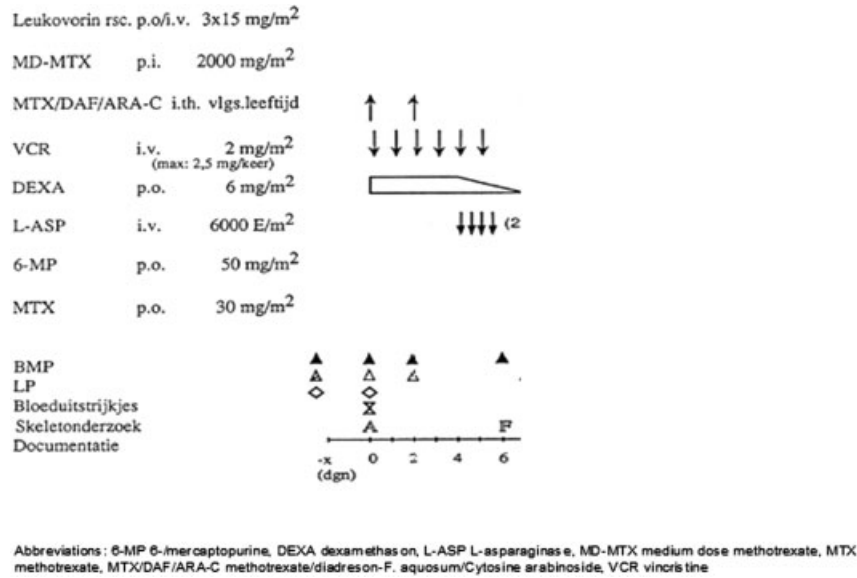 Leukovorin rsc. p.o/i.v. 3x15 mg/m²
MD-MTX p.i. 2000 mg/m²
MTX/DAF/ARA-C i.th. vlgs.leeftijd
VCR i.v. 2 mg/m²
(max: 2,5 mg/keer)
DEXA p.o. 6 mg/m²
L-ASP i.v. 6000 E/m² (2
6-MP p.o. 50 mg/m²
MTX p.o. 30 mg/m²
BMP
LP
Bloeduitstrijkjes
Skeletonderzoek A F
Documentatie
-x 0 2 4 6
(dgn)
Abbreviations: 6-MP 6-/mercaptopurine, DEXA dexamethason, L-ASP L-asparaginase, MD-MTX medium dose methotrexate, MTX
methotrexate, MTX/DAF/ARA-C methotrexate/diadreson-F. aquosum/Cytosine arabinoside, VCR vincristine